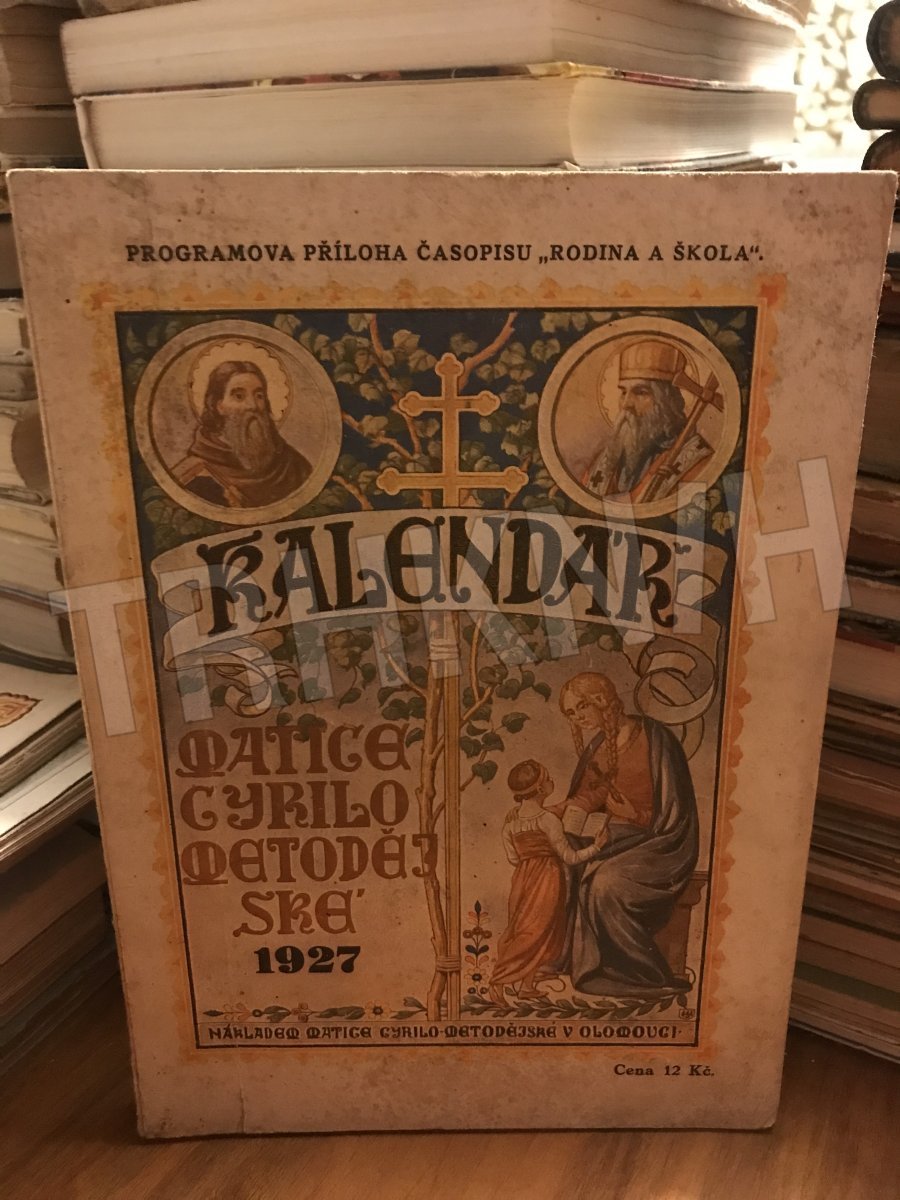 PROGRAMOVA PŘÍLOHA ČASOPISU „RODINA A ŠKOLA“.
KALENDÁŘ
MATICE
CYRILO
METODĚJ
SKÉ
1927
NÁKLADEM MATICE CYRILO-METODĚJSKÉ V OLOMOUCI·
Cena 12 Kč.